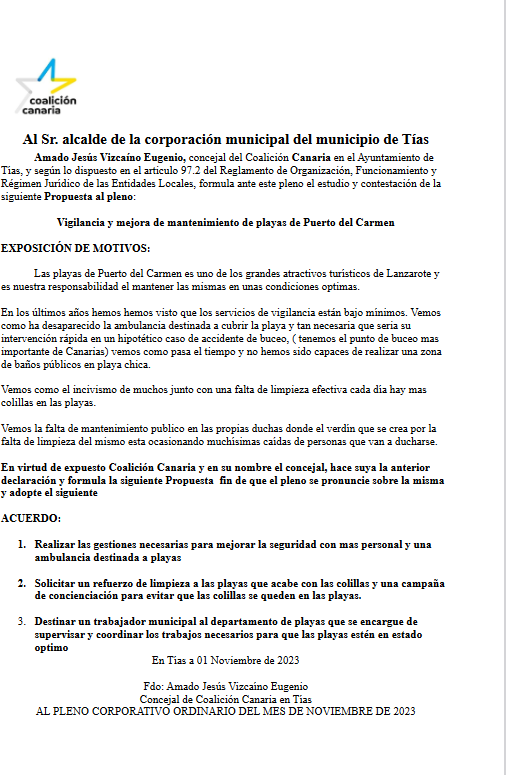 coalición
canaria
Al Sr. alcalde de la corporación municipal del municipio de Tías
Amado Jesús Vizcaíno Eugenio, concejal del Coalición Canaria en el Ayuntamiento de
Tías, y según lo dispuesto en el articulo 97.2 del Reglamento de Organización, Funcionamiento y
Régimen Jurídico de las Entidades Locales, formula ante este pleno el estudio y contestación de la
siguiente Propuesta al pleno:
Vigilancia y mejora de mantenimiento de playas de Puerto del Carmen
EXPOSICIÓN DE MOTIVOS:
Las playas de Puerto del Carmen es uno de los grandes atractivos turísticos de Lanzarote y
es nuestra responsabilidad el mantener las mismas en unas condiciones optimas.
En los últimos años hemos hemos visto que los servicios de vigilancia están bajo mínimos. Vemos
como ha desaparecido la ambulancia destinada a cubrir la playa y tan necesaria que seria su
intervención rápida en un hipotético caso de accidente de buceo, ( tenemos el punto de buceo mas
importante de Canarias) vemos como pasa el tiempo y no hemos sido capaces de realizar una zona
de baños públicos en playa chica.
Vemos como el incivismo de muchos junto con una falta de limpieza efectiva cada día hay mas
colillas en las playas.
Vemos la falta de mantenimiento publico en las propias duchas donde el verdín que se crea por la
falta de limpieza del mismo esta ocasionando muchísimas caidas de personas que van a ducharse.
En virtud de expuesto Coalición Canaria y en su nombre el concejal, hace suya la anterior
declaración y formula la siguiente Propuesta fin de que el pleno se pronuncie sobre la misma
y adopte el siguiente
ACUERDO:
1. Realizar las gestiones necesarias para mejorar la seguridad con mas personal y una
ambulancia destinada a playas
2. Solicitar un refuerzo de limpieza a las playas que acabe con las colillas y una campaña
de concienciación para evitar que las colillas se queden en las playas.
3. Destinar un trabajador municipal al departamento de playas que se encargue de
supervisar y coordinar los trabajos necesarios para que las playas estén en estado
optimo
En Tías a 01 Noviembre de 2023
Fdo: Amado Jesús Vizcaíno Eugenio
Concejal de Coalición Canaria en Tías
AL PLENO CORPORATIVO ORDINARIO DEL MES DE NOVIEMBRE DE 2023